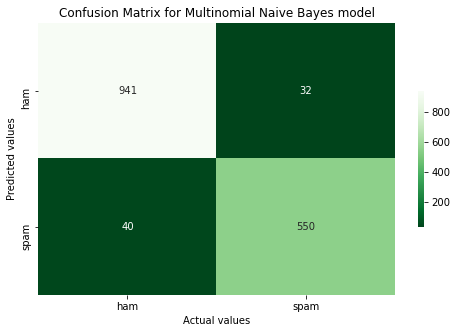 Confusion Matrix for Multinomial Naive Bayes model
Predicted values
ham
941
32
spam
40
550
ham
spam
Actual values
800
600
400
200